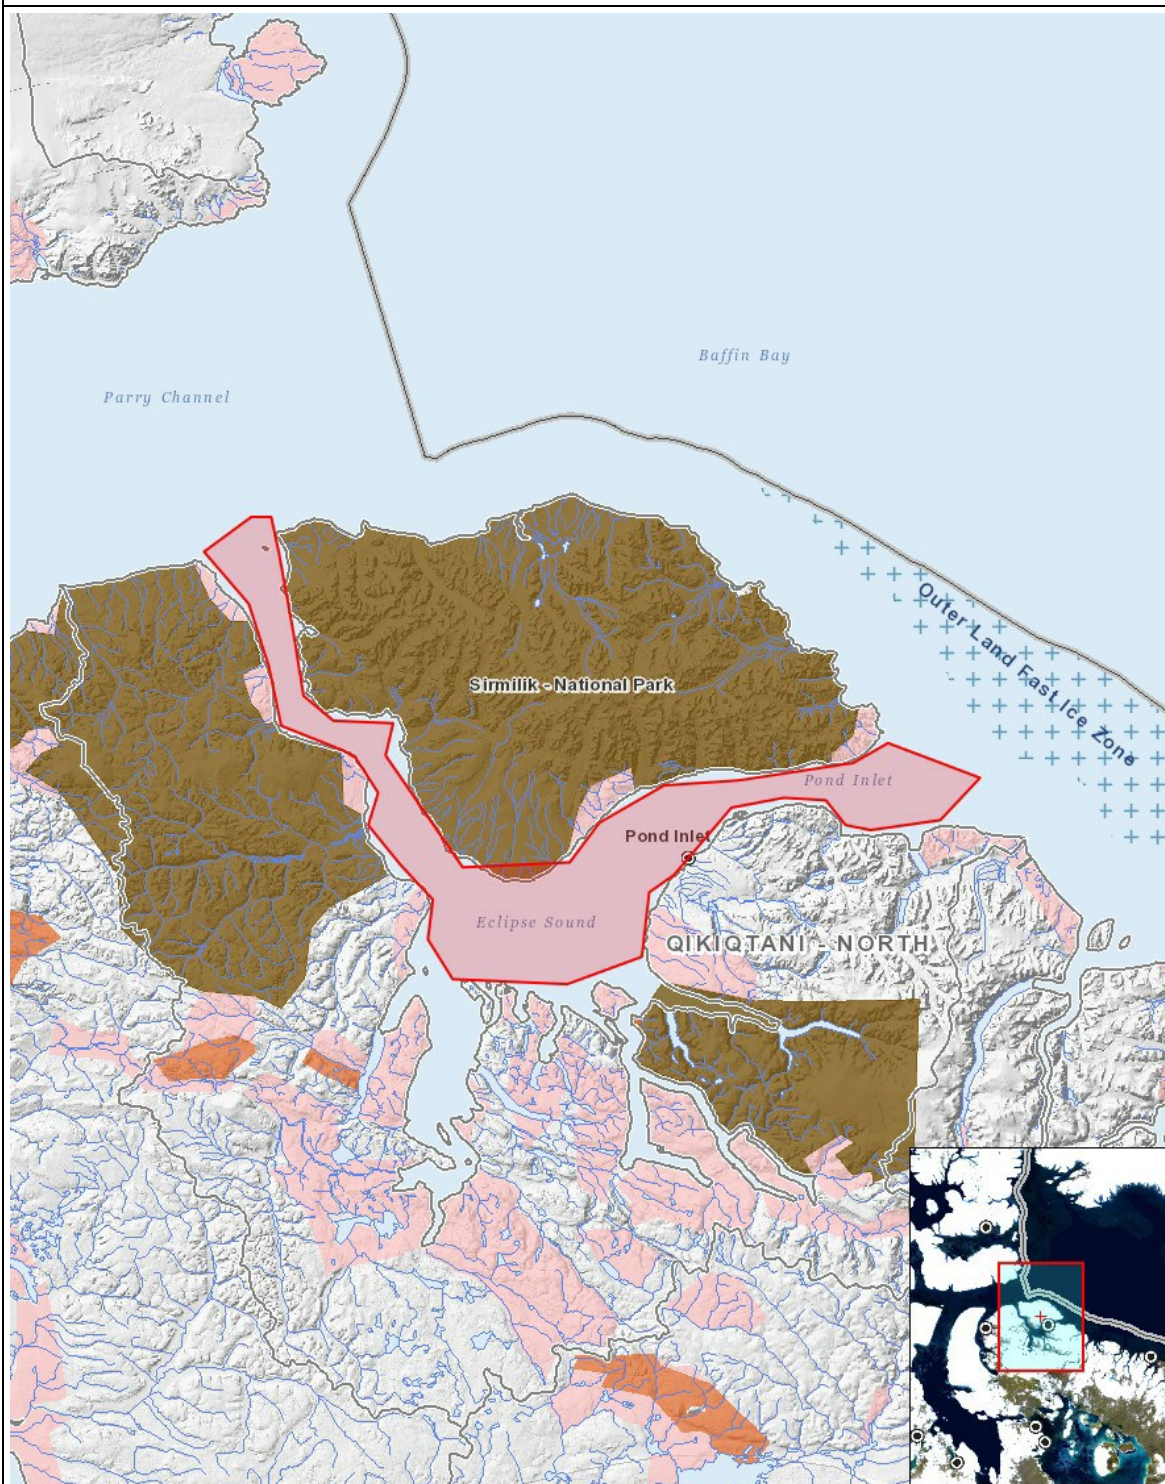 Baffin Bay
Parry Channel
Outer Land Fast Ice Zone
Sirmilik - National Park
Pond Inlet
Pond Inlet
Eclipse Sound
QIKIQTANI - NORTH